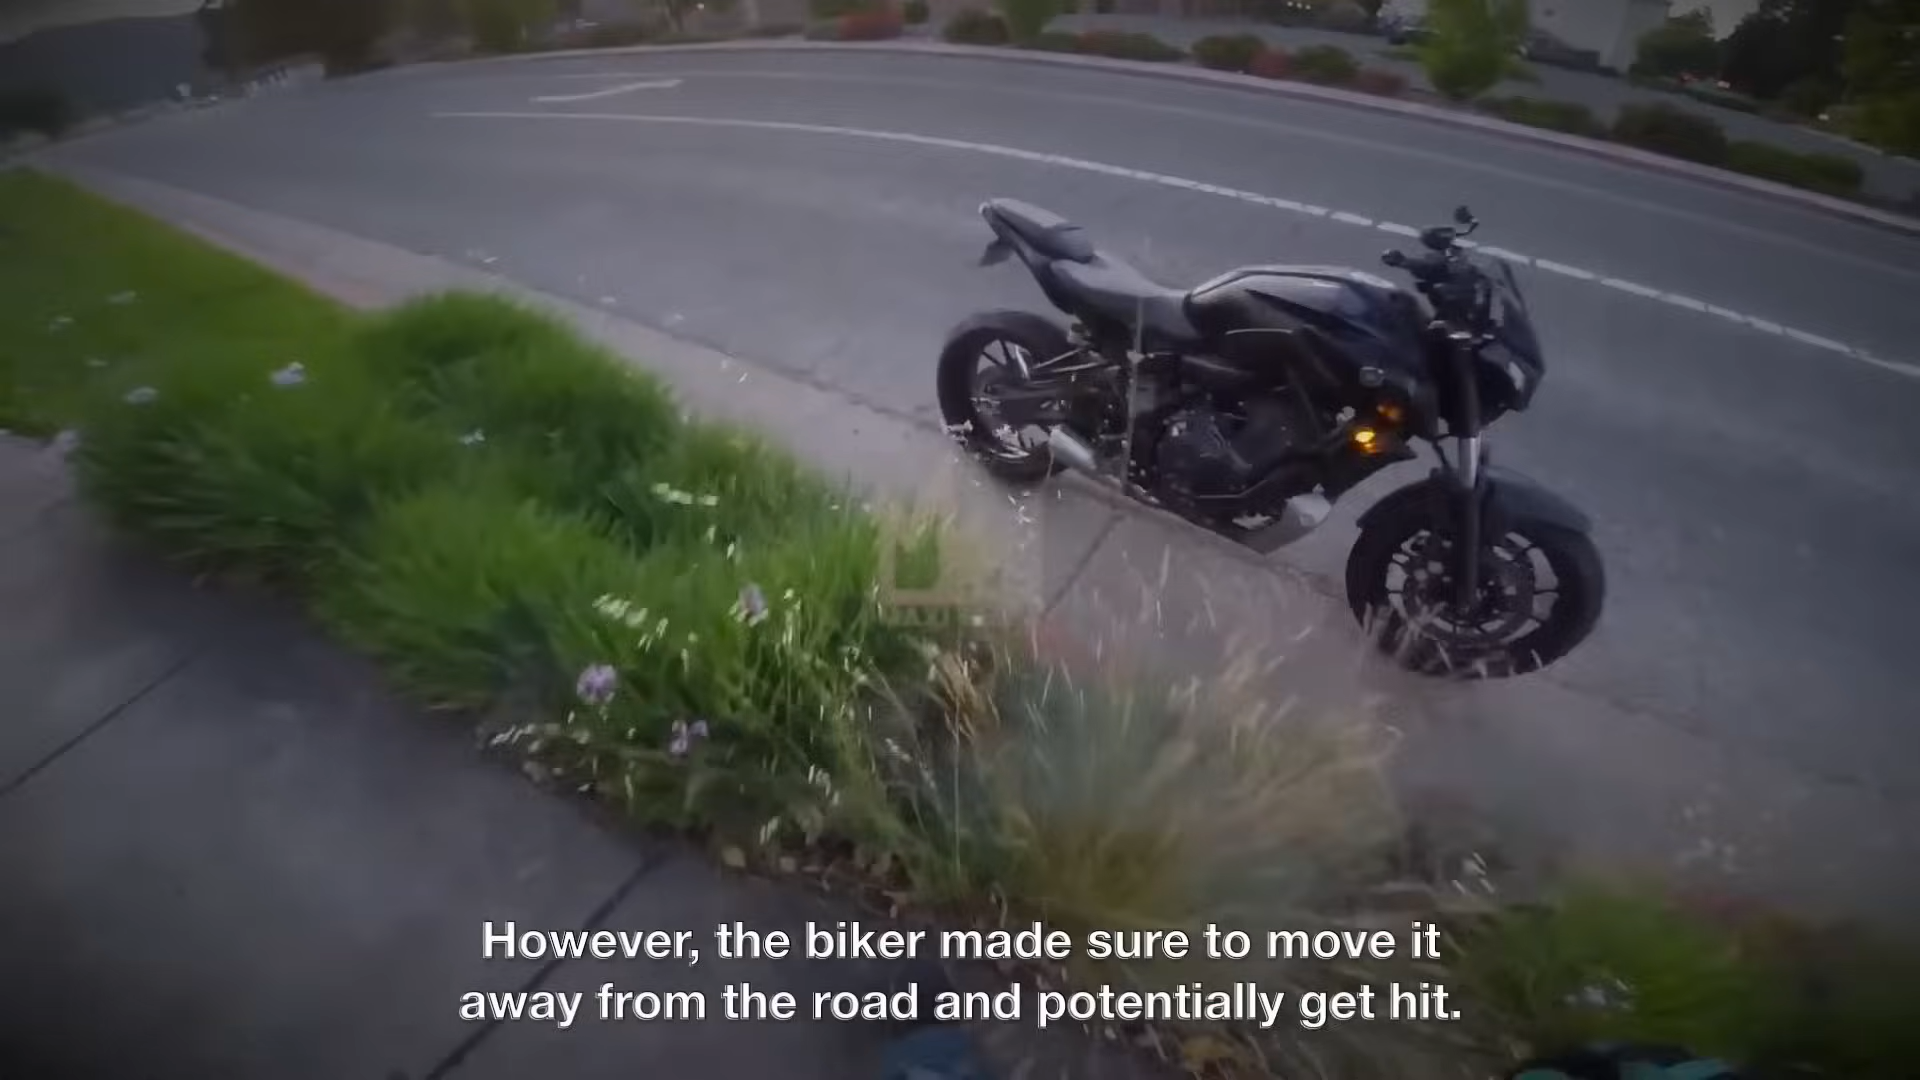 However, the biker made sure to move it
away from the road and potentially get hit.